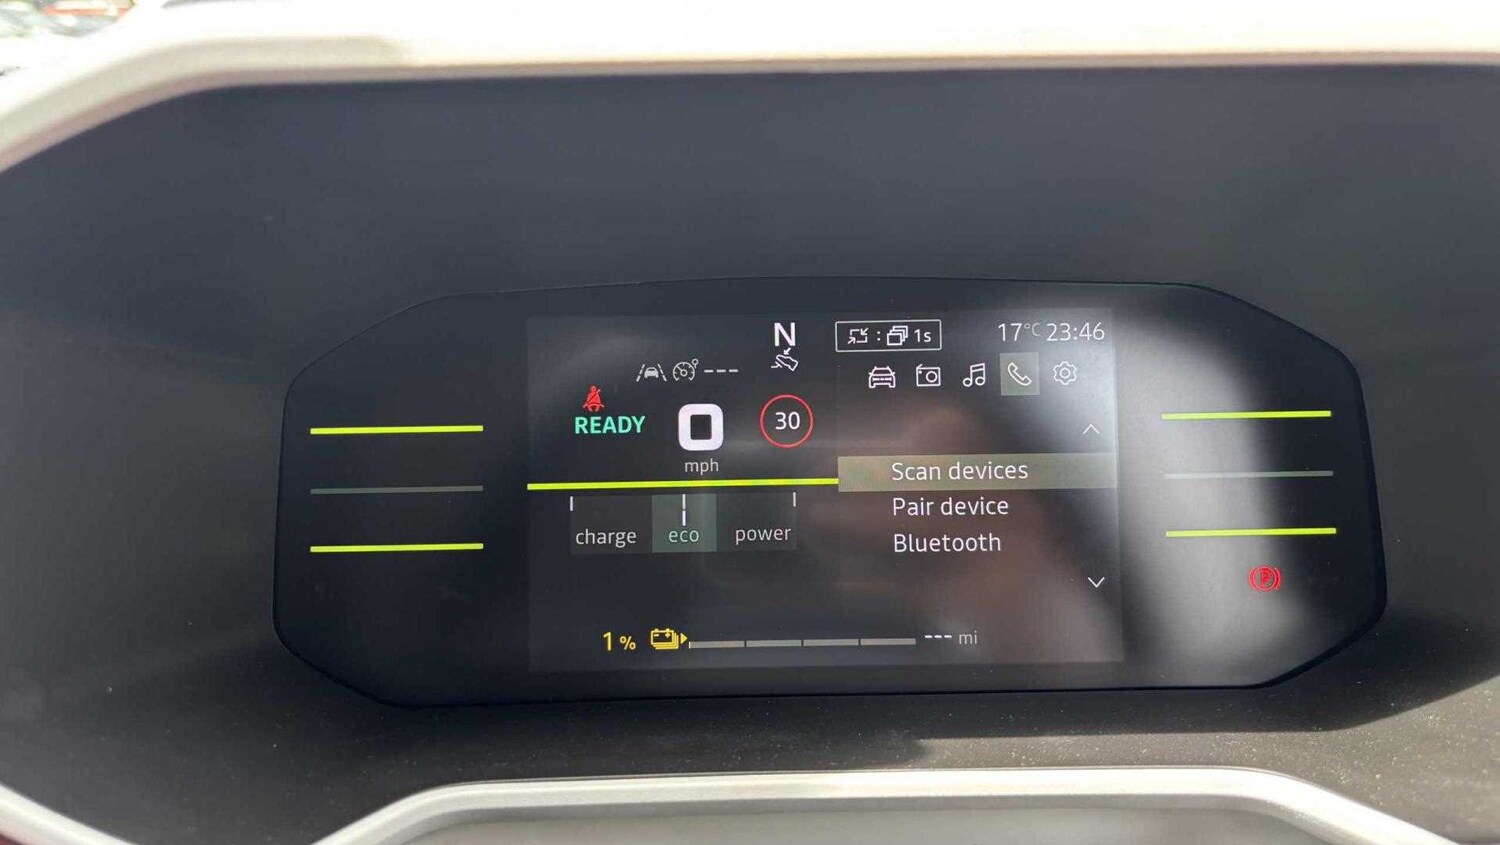 N
1s
17°C 23:46
---
READY
0
30
mph
Scan devices
Pair device
Bluetooth
charge
eco
power
P
1 %
--- mi